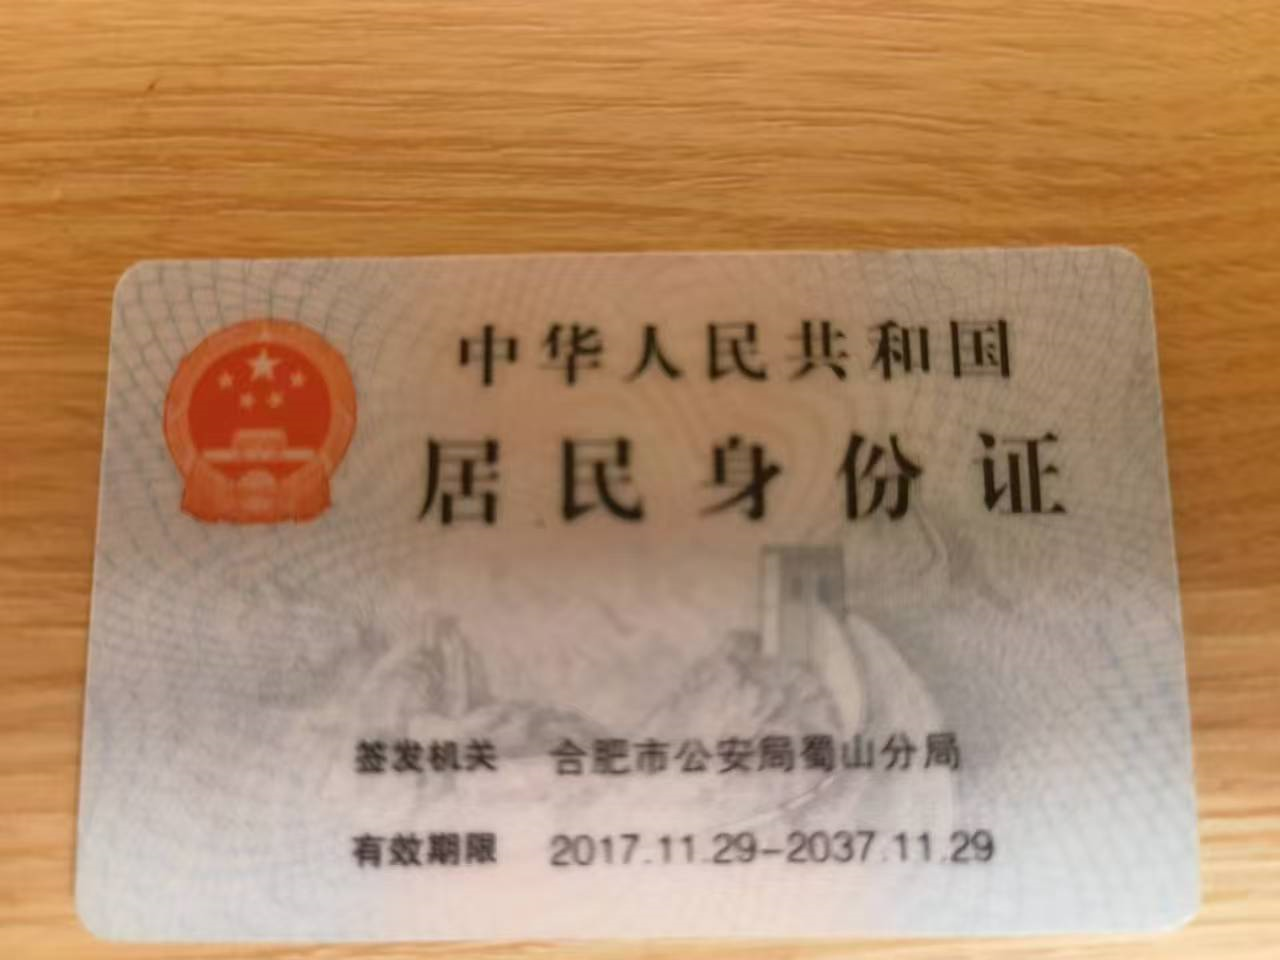 中华人民共和国
居民身份证
签发机关 合肥市公安局蜀山分局
有效期限 2017.11.29-2037.11.29